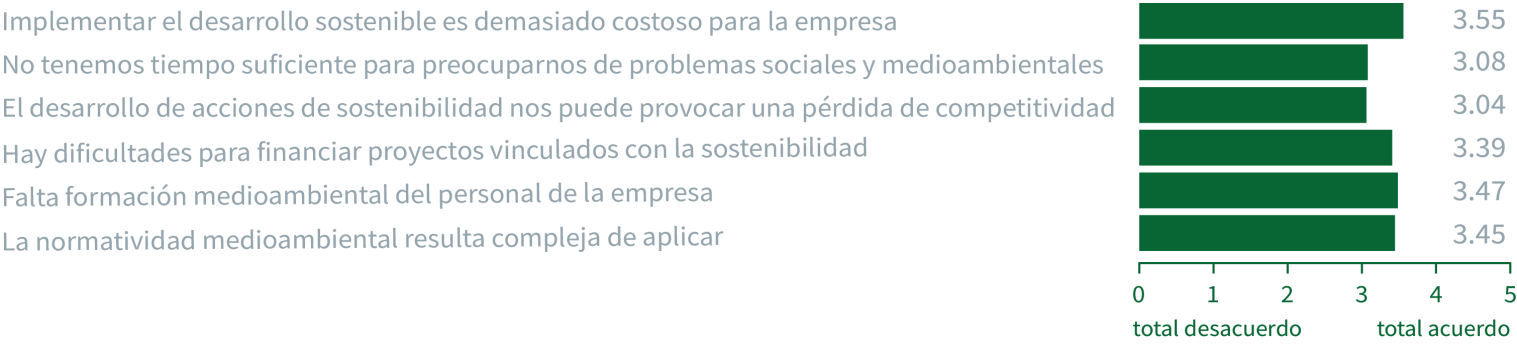 Implementar el desarrollo sostenible es demasiado costoso para la empresa 3.55
No tenemos tiempo suficiente para preocuparnos de problemas sociales y medioambientales 3.08
El desarrollo de acciones de sostenibilidad nos puede provocar una pérdida de competitividad 3.04
Hay dificultades para financiar proyectos vinculados con la sostenibilidad 3.39
Falta formación medioambiental del personal de la empresa 3.47
La normatividad medioambiental resulta compleja de aplicar 3.45
0 1 2 3 4 5
total desacuerdo total acuerdo